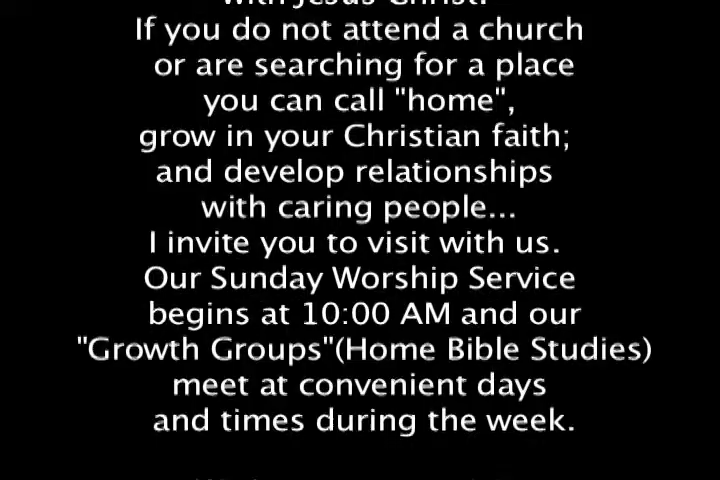 with Jesus Christ.
If you do not attend a church
or are searching for a place
you can call "home",
grow in your Christian faith;
and develop relationships
with caring people...
I invite you to visit with us.
Our Sunday Worship Service
begins at 10:00 AM and our
"Growth Groups"(Home Bible Studies)
meet at convenient days
and times during the week.